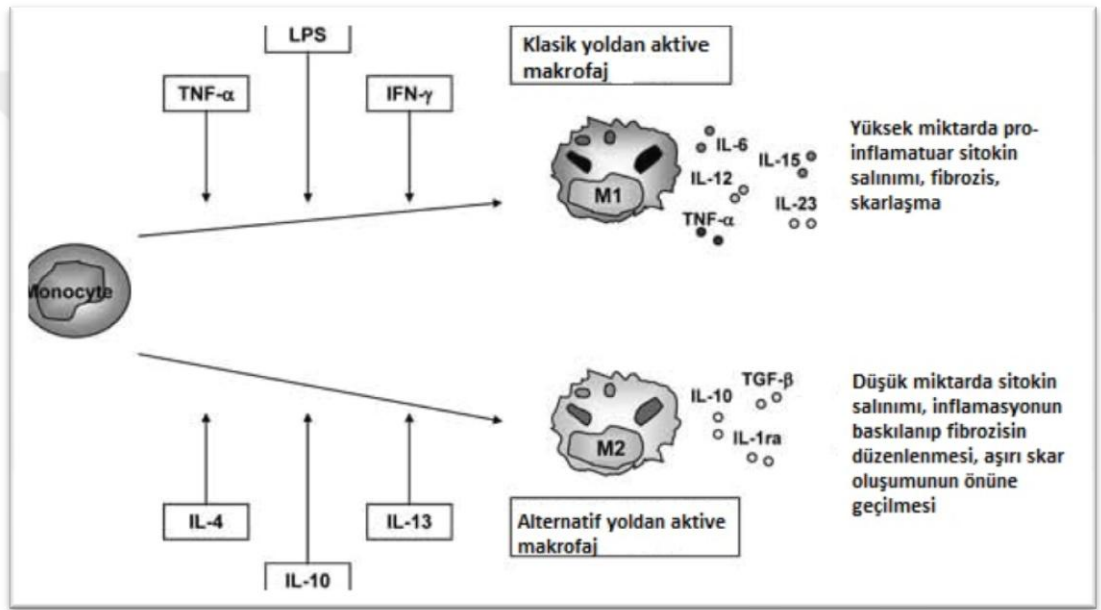 LPS
TNF-α
IFN-γ
Klasik yoldan aktive
makrofaj
M1
IL-6
IL-15
IL-12
IL-23
TNF-α
Yüksek miktarda pro-
inflamatuar sitokin
salınımı, fibrozis,
skarlaşma
Monocyte
M2
IL-10
TGF-β
IL-1ra
Düşük miktarda sitokin
salınımı, inflamasyonun
baskılanıp fibrozisin
düzenlenmesi, aşırı skar
oluşumunun önüne
geçilmesi
IL-4
IL-10
IL-13
Alternatif yoldan aktive
makrofaj